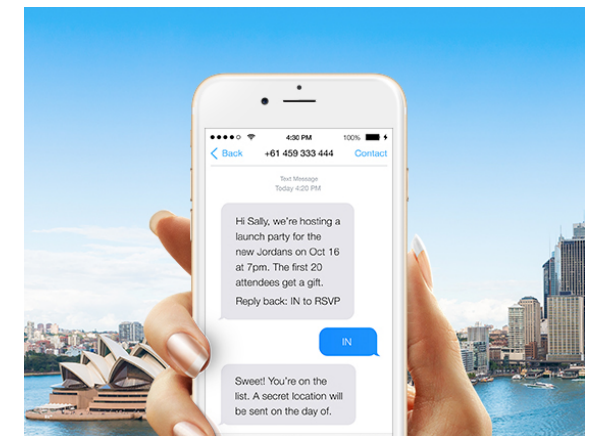 4:30 PM
100%
Back
+61 459 333 444
Contact
Text Message
Today 4:20 PM
Hi Sally, we're hosting a
launch party for the
new Jordans on Oct 16
at 7pm. The first 20
attendees get a gift.
Reply back: IN to RSVP
IN
Sweet! You're on the
list. A secret location will
be sent on the day of.